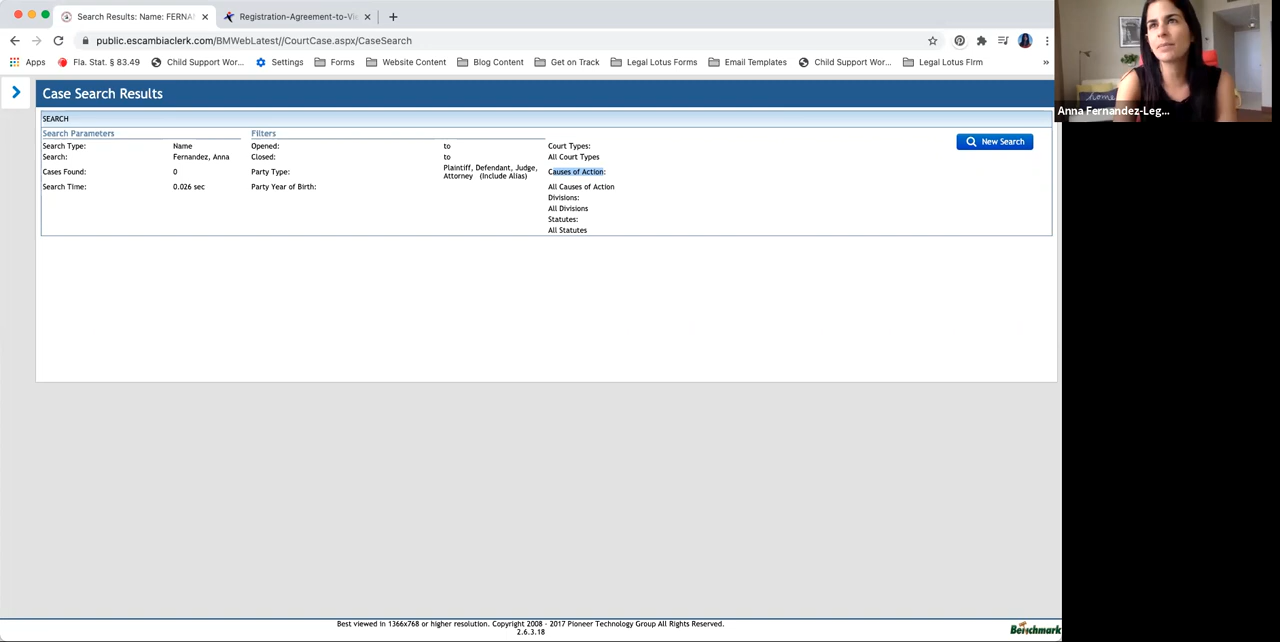 Search Results: Name: FERNA
Registration-Agreement-to-Vie
public.escambiaclerk.com/BMWebLatest//CourtCase.aspx/CaseSearch
Apps
Fla. Stat. § 83.49
Child Support Wor...
Settings
Forms
Website Content
Blog Content
Get on Track
Legal Lotus Forms
Email Templates
Child Support Wor...
Legal Lotus Firm
»
Case Search Results
SEARCH
Search Parameters
Search Type: Name
Search: Fernandez, Anna
Cases Found: 0
Search Time: 0.026 sec
Filters
Opened: to
Closed: to
Party Type: Plaintiff, Defendant, Judge,
Attorney (Include Alias)
Party Year of Birth:
Court Types:
All Court Types
Causes of Action:
All Causes of Action
Divisions:
All Divisions
Statutes:
All Statutes
New Search
Best viewed in 1366x768 or higher resolution. Copyright 2008 - 2017 Pioneer Technology Group All Rights Reserved.
2.6.3.18
Benchmark
home
Anna Fernandez-Leg...